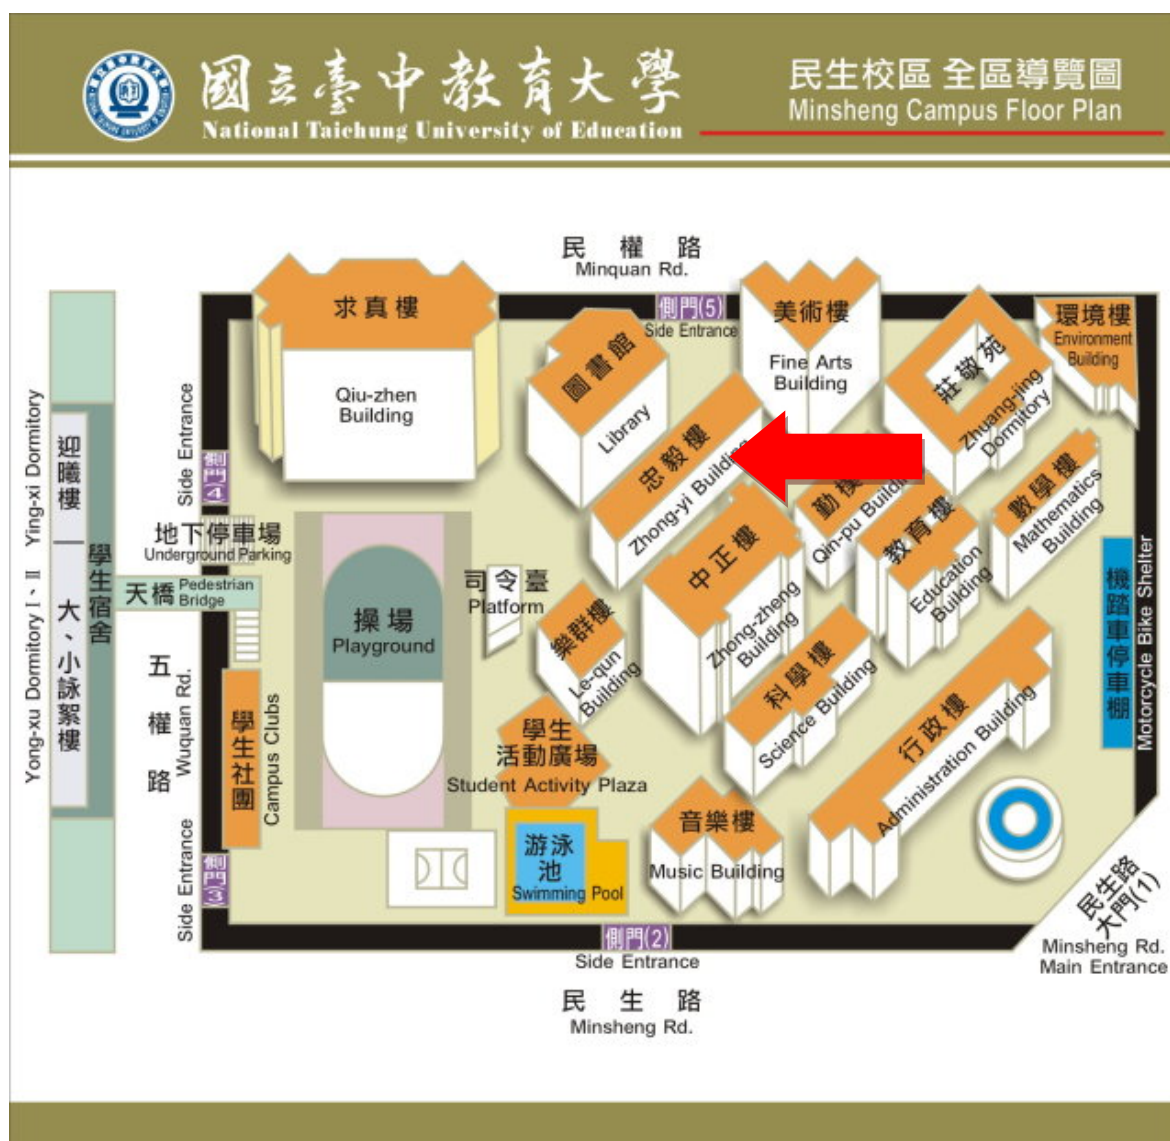 國立臺中教育大學
National Taichung University of Education
民生校區 全區導覽圖
Minsheng Campus Floor Plan
民權路
Minquan Rd.
求真樓
Qiu-zhen
Building
圖書館
Library
側門(5)
Side Entrance
美術樓
Fine Arts
Building
莊敬苑
Zhuang-jing
Dormitory
環境樓
Environment
Building
忠毅樓
Zhong-yi Building
勤樓
Qin-pu Building
教育樓
Education
Building
數學樓
Mathematics
Building
中正樓
Zhong-zheng
Building
科學樓
Science Building
行政樓
Administration Building
機踏車停車棚
Motorcycle Bike Shelter
迎曦樓
Ying-xi Dormitory
大、小詠絮樓
Yong-xu Dormitory I、II
學生宿舍
Side Entrance
側門(4)
地下停車場
Underground Parking
天橋
Pedestrian
Bridge
五權路
Wuquan Rd.
學生社團
Campus Clubs
Side Entrance
側門(3)
操場
Playground
司令臺
Platform
樂群樓
Le-qun
Building
學生
活動廣場
Student Activity Plaza
游泳
池
Swimming Pool
音樂樓
Music Building
側門(2)
Side Entrance
民生路
Minsheng Rd.
民生路
大門(1)
Minsheng Rd.
Main Entrance